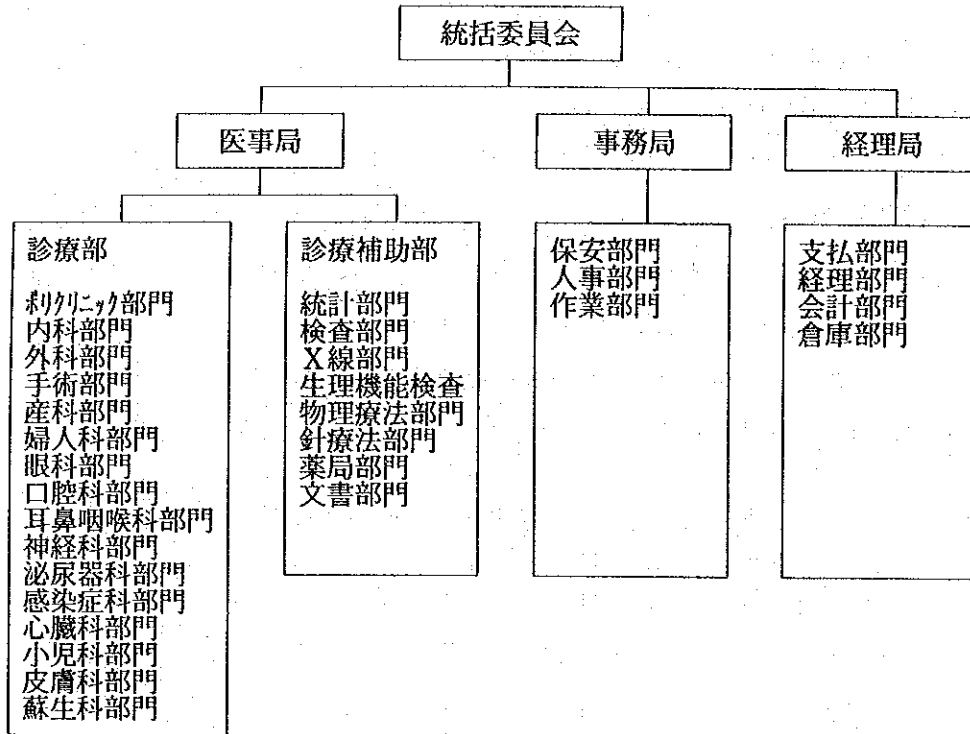 統括委員会
医事局
事務局
経理局
診療部
ﾎﾟﾘｸﾘﾆｯｸ部門
内科部門
外科部門
手術部門
産科部門
婦人科部門
眼科部門
口腔科部門
耳鼻咽喉科部門
神経科部門
泌尿器科部門
感染症科部門
心臓科部門
小児科部門
皮膚科部門
蘇生科部門
診療補助部
統計部門
検査部門
X線部門
生理機能検査
物理療法部門
針療法部門
薬局部門
文書部門
保安部門
人事部門
作業部門
支払部門
経理部門
会計部門
倉庫部門